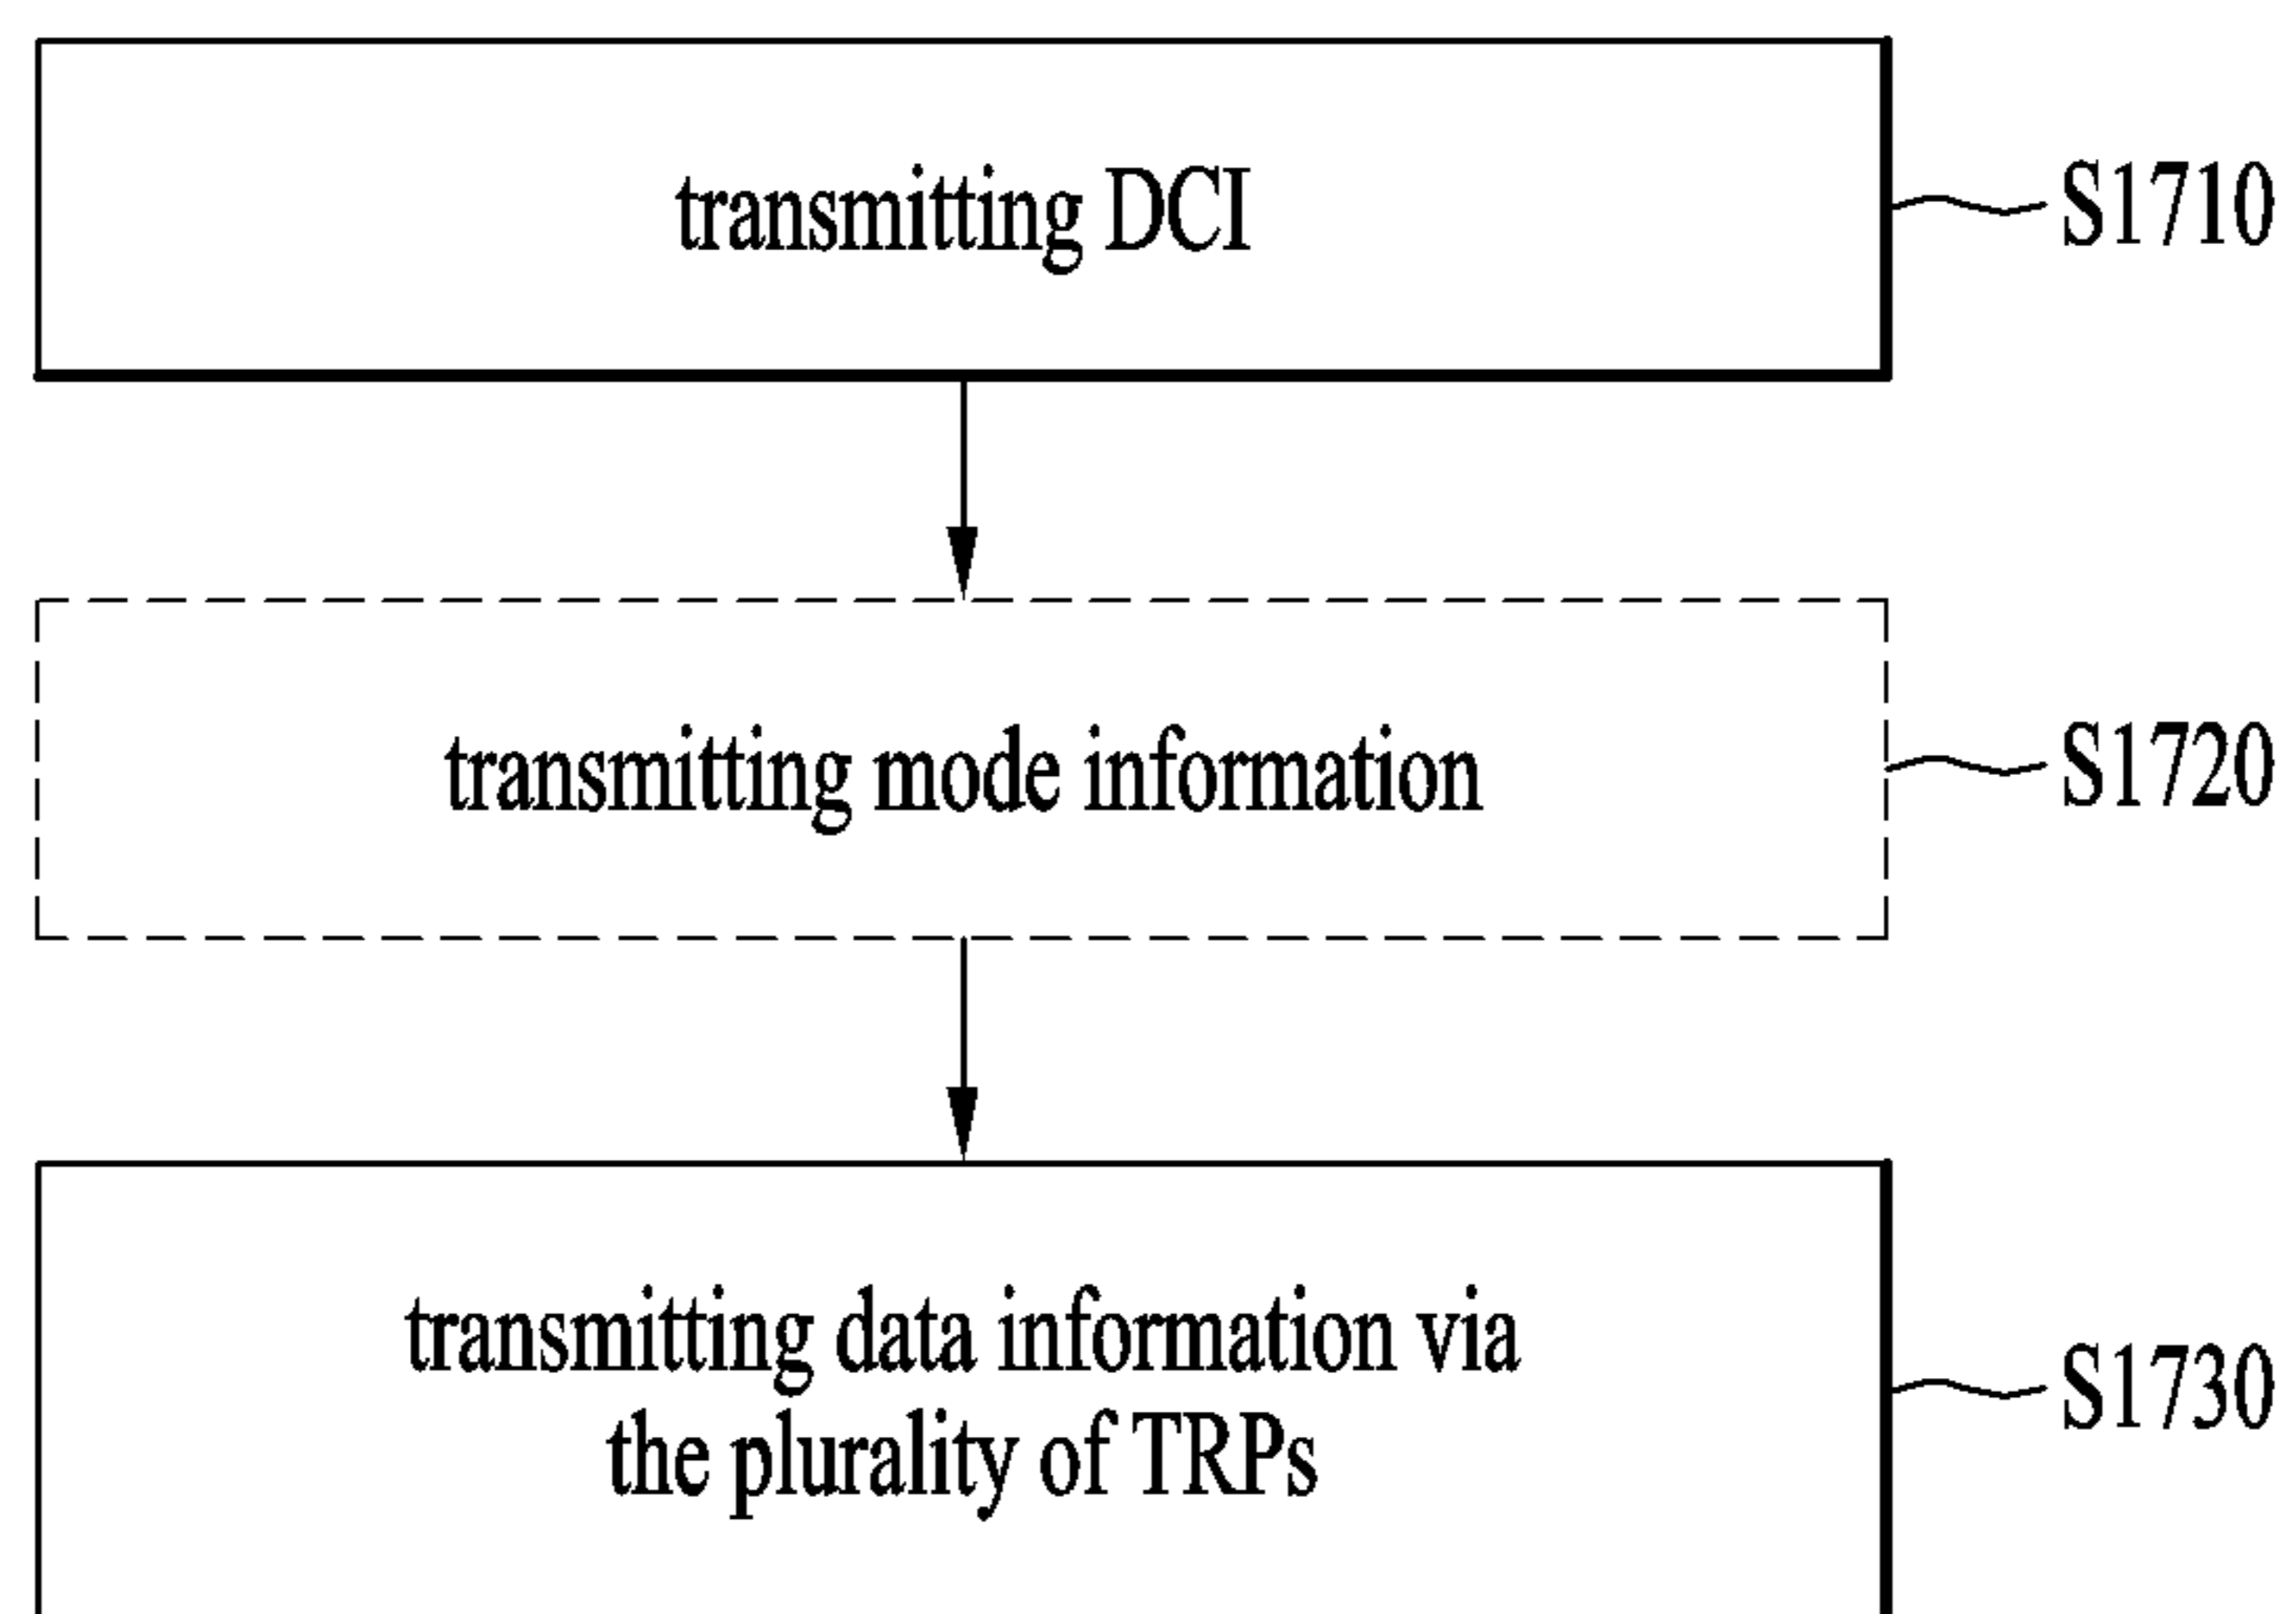 transmitting DCI
S1710
transmitting mode information
S1720
transmitting data information via
the plurality of TRPs
S1730